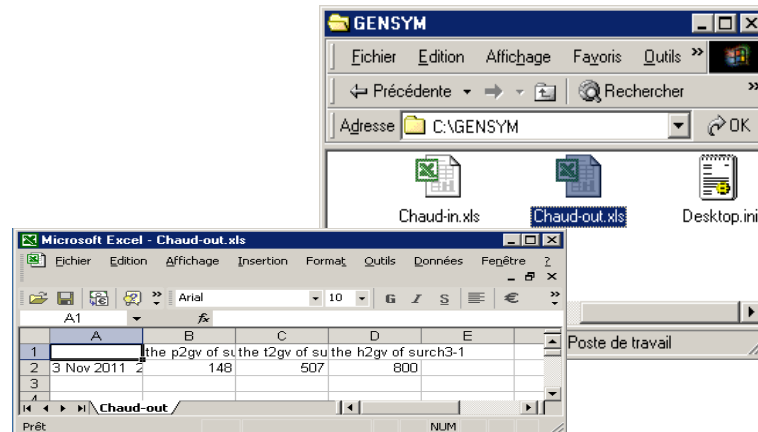 GENSYM
Fichier Edition Affichage Favoris Outils »
Précédente Rechercher »
Adresse C:\GENSYM OK
Chaud-in.xls Chaud-out.xls Desktop.ini
Microsoft Excel - Chaud-out.xls
Fichier Edition Affichage Insertion Format Outils Données Fenêtre ?
» Arial 10 G I S € »
A1 fx
A B C D E
1 the p2gv of su the t2gv of su the h2gv of surch3-1
2 3 Nov 2011 2 148 507 800
3
4
Chaud-out
Poste de travail
Prêt NUM